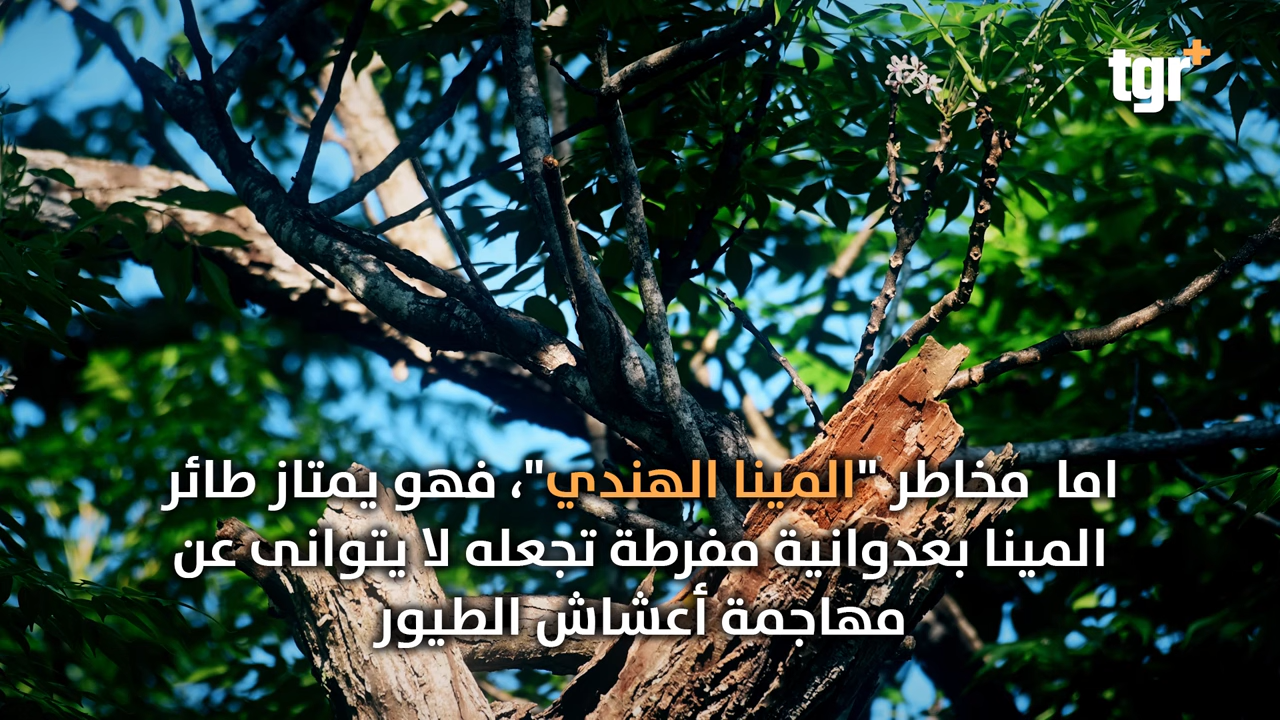 tgr+
اما مخاطر "المينا الهندي"، فهو يمتاز طائر
المينا بعدوانية مفرطة تجعله لا يتوانى عن
مهاجمة أعشاش الطيور